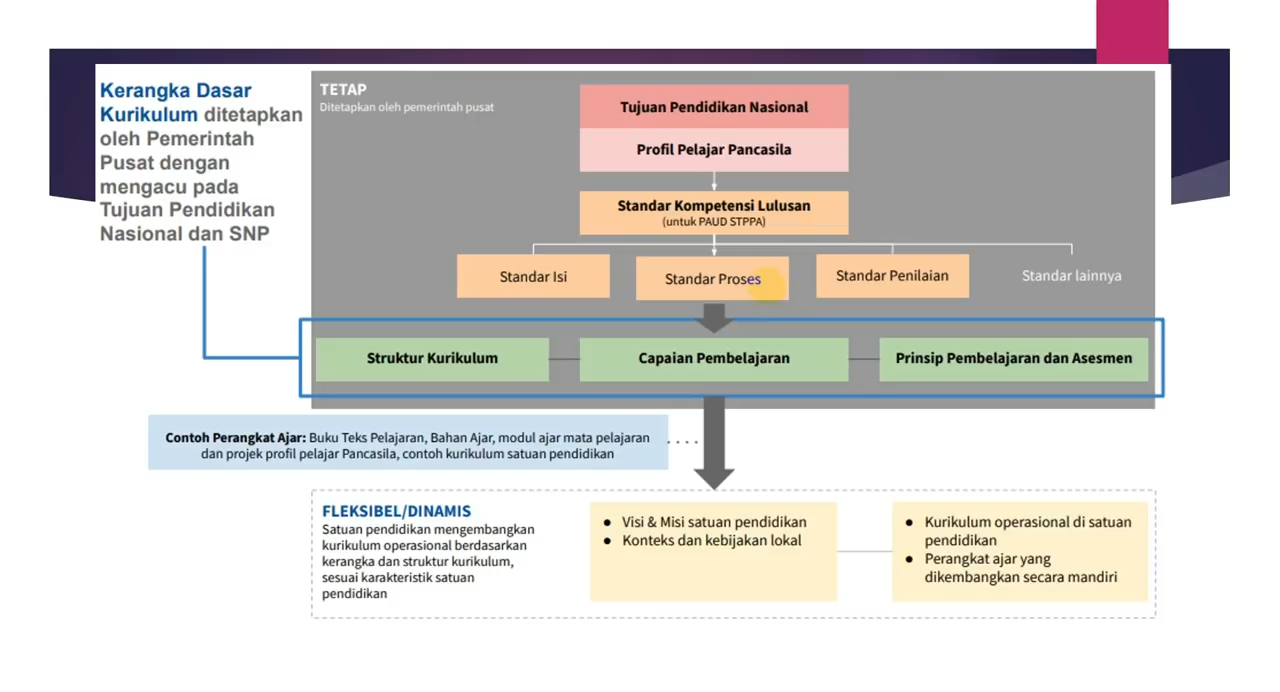 Kerangka Dasar
Kurikulum ditetapkan
oleh Pemerintah
Pusat dengan
mengacu pada
Tujuan Pendidikan
Nasional dan SNP
TETAP
Ditetapkan oleh pemerintah pusat
Tujuan Pendidikan Nasional
Profil Pelajar Pancasila
Standar Kompetensi Lulusan
(untuk PAUD STPPA)
Standar Isi
Standar Proses
Standar Penilaian
Standar lainnya
Struktur Kurikulum
Capaian Pembelajaran
Prinsip Pembelajaran dan Asesmen
Contoh Perangkat Ajar: Buku Teks Pelajaran, Bahan Ajar, modul ajar mata pelajaran
dan projek profil pelajar Pancasila, contoh kurikulum satuan pendidikan
FLEKSIBEL/DINAMIS
Satuan pendidikan mengembangkan
kurikulum operasional berdasarkan
kerangka dan struktur kurikulum,
sesuai karakteristik satuan
pendidikan
● Visi & Misi satuan pendidikan
● Konteks dan kebijakan lokal
● Kurikulum operasional di satuan
pendidikan
● Perangkat ajar yang
dikembangkan secara mandiri